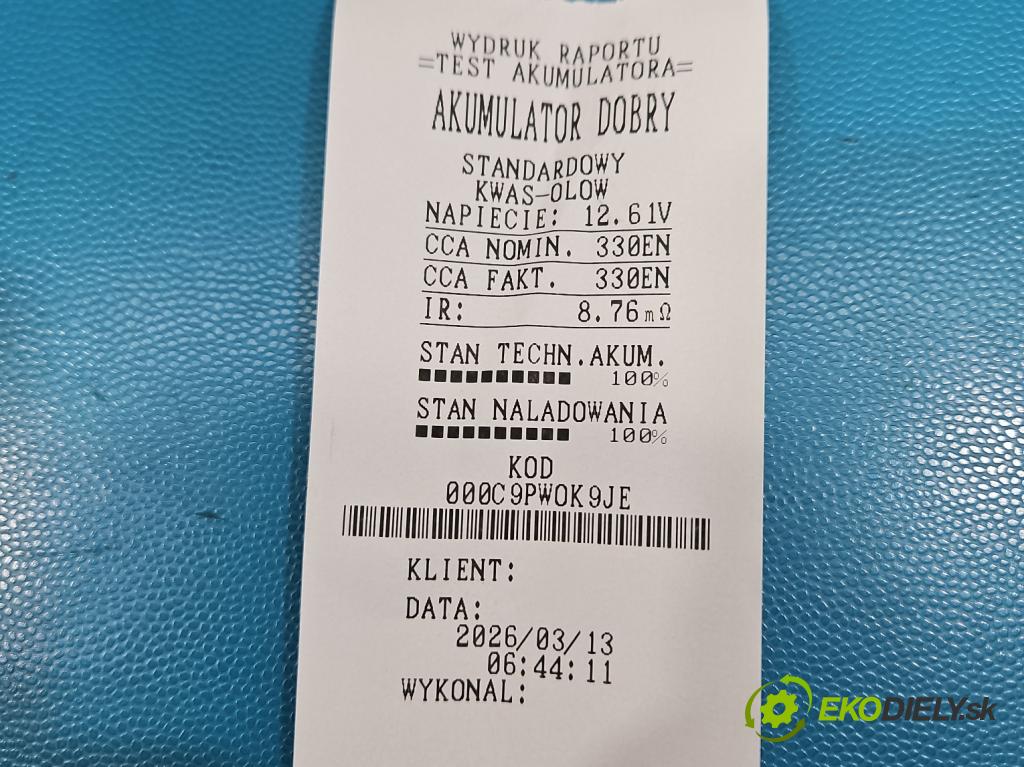 WYDRUK RAPORTU
=TEST AKUMULATORA=
AKUMULATOR DOBRY
STANDARDOWY
KWAS-OLOW
NAPIECIE: 12.61V
CCA NOMIN. 330EN
CCA FAKT. 330EN
IR: 8.76mΩ
STAN TECHN.AKUM.
100%
STAN NALADOWANIA
100%
KOD
000C9PWOK9JE
KLIENT:
DATA:
2026/03/13
06:44:11
WYKONAL:
EKODIELY.sk